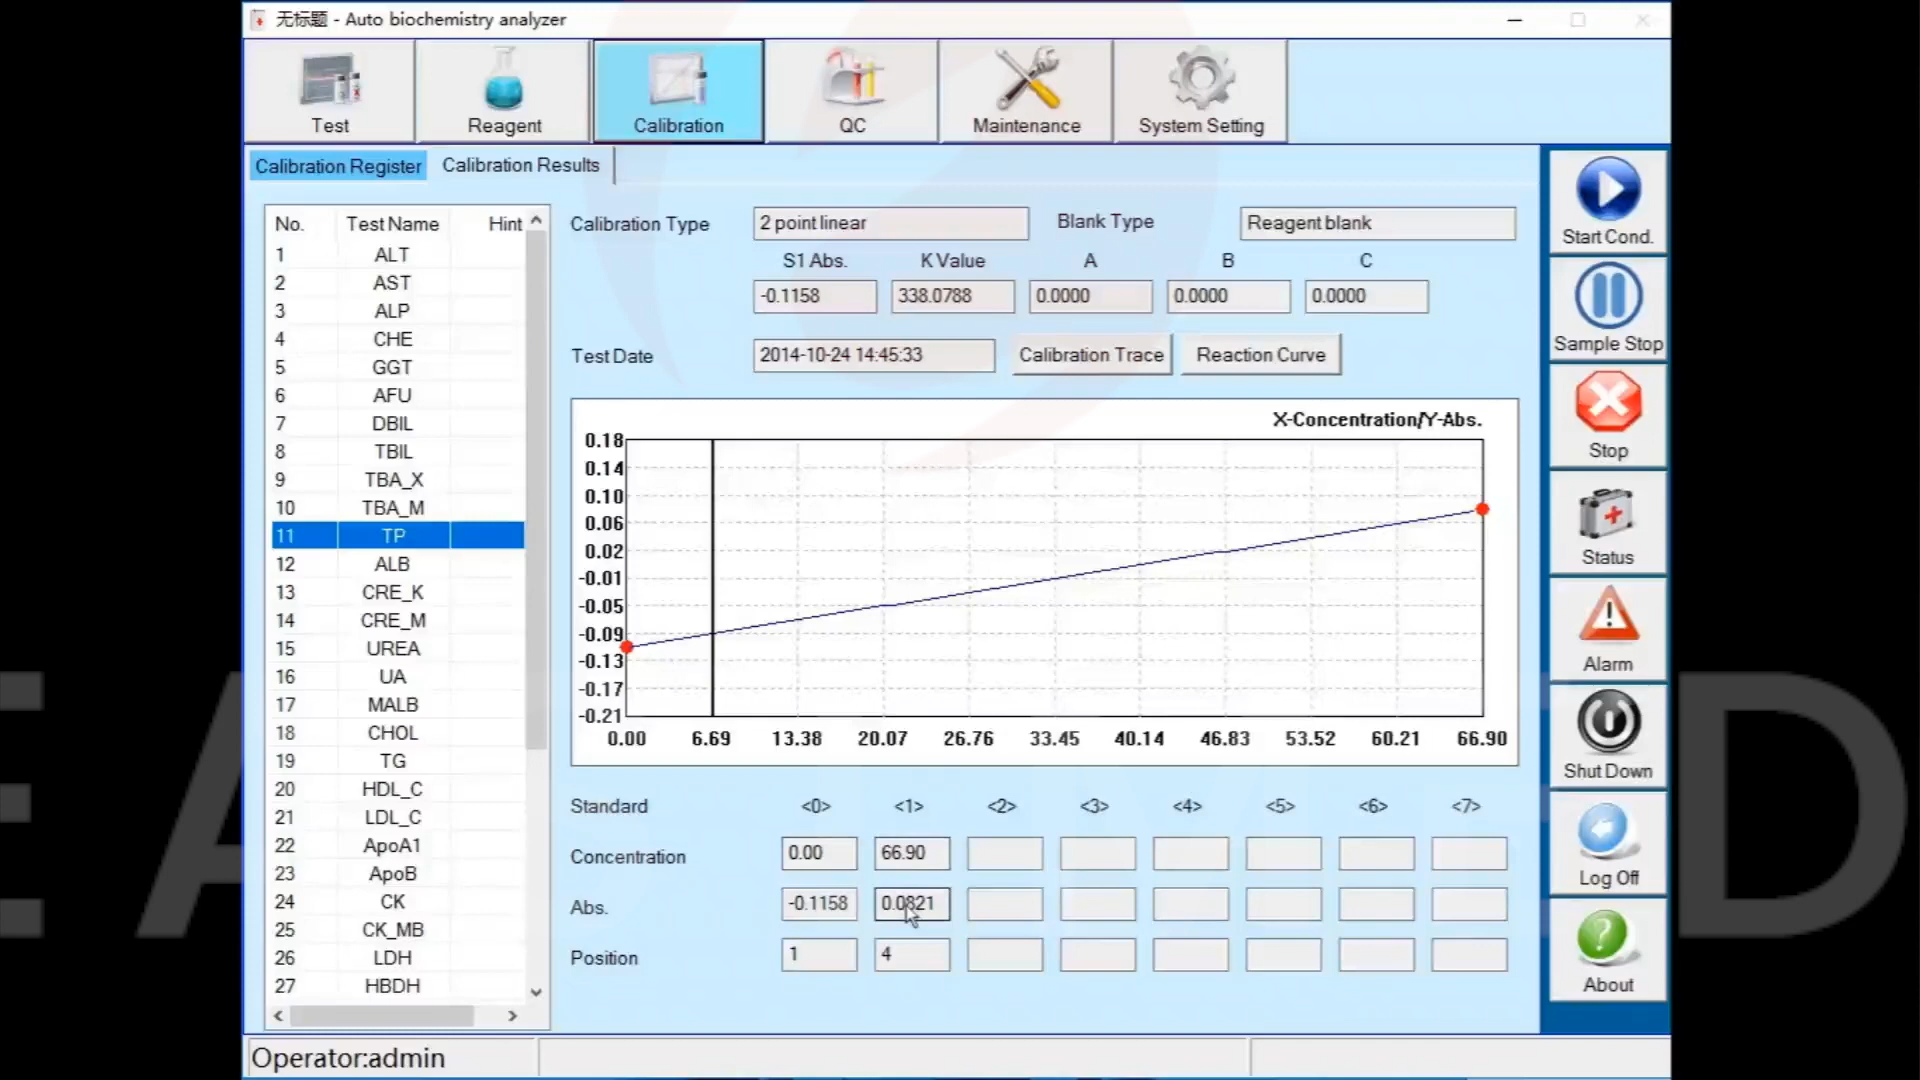 无标题 - Auto biochemistry analyzer
Test
Reagent
Calibration
QC
Maintenance
System Setting
Calibration Register
Calibration Results
No. Test Name Hint
1 ALT
2 AST
3 ALP
4 CHE
5 GGT
6 AFU
7 DBIL
8 TBIL
9 TBA_X
10 TBA_M
11 TP
12 ALB
13 CRE_K
14 CRE_M
15 UREA
16 UA
17 MALB
18 CHOL
19 TG
20 HDL_C
21 LDL_C
22 ApoA1
23 ApoB
24 CK
25 CK_MB
26 LDH
27 HBDH
Calibration Type 2 point linear Blank Type Reagent blank
S1 Abs. K Value A B C
-0.1158 338.0788 0.0000 0.0000 0.0000
Test Date 2014-10-24 14:45:33 Calibration Trace Reaction Curve
X-Concentration/Y-Abs.
0.18
0.14
0.10
0.06
0.02
-0.01
-0.05
-0.09
-0.13
-0.17
-0.21
0.00 6.69 13.38 20.07 26.76 33.45 40.14 46.83 53.52 60.21 66.90
Standard <0> <1> <2> <3> <4> <5> <6> <7>
Concentration 0.00 66.90
Abs. -0.1158 0.0821
Position 1 4
Start Cond.
Sample Stop
Stop
Status
Alarm
Shut Down
Log Off
About
Operator:admin